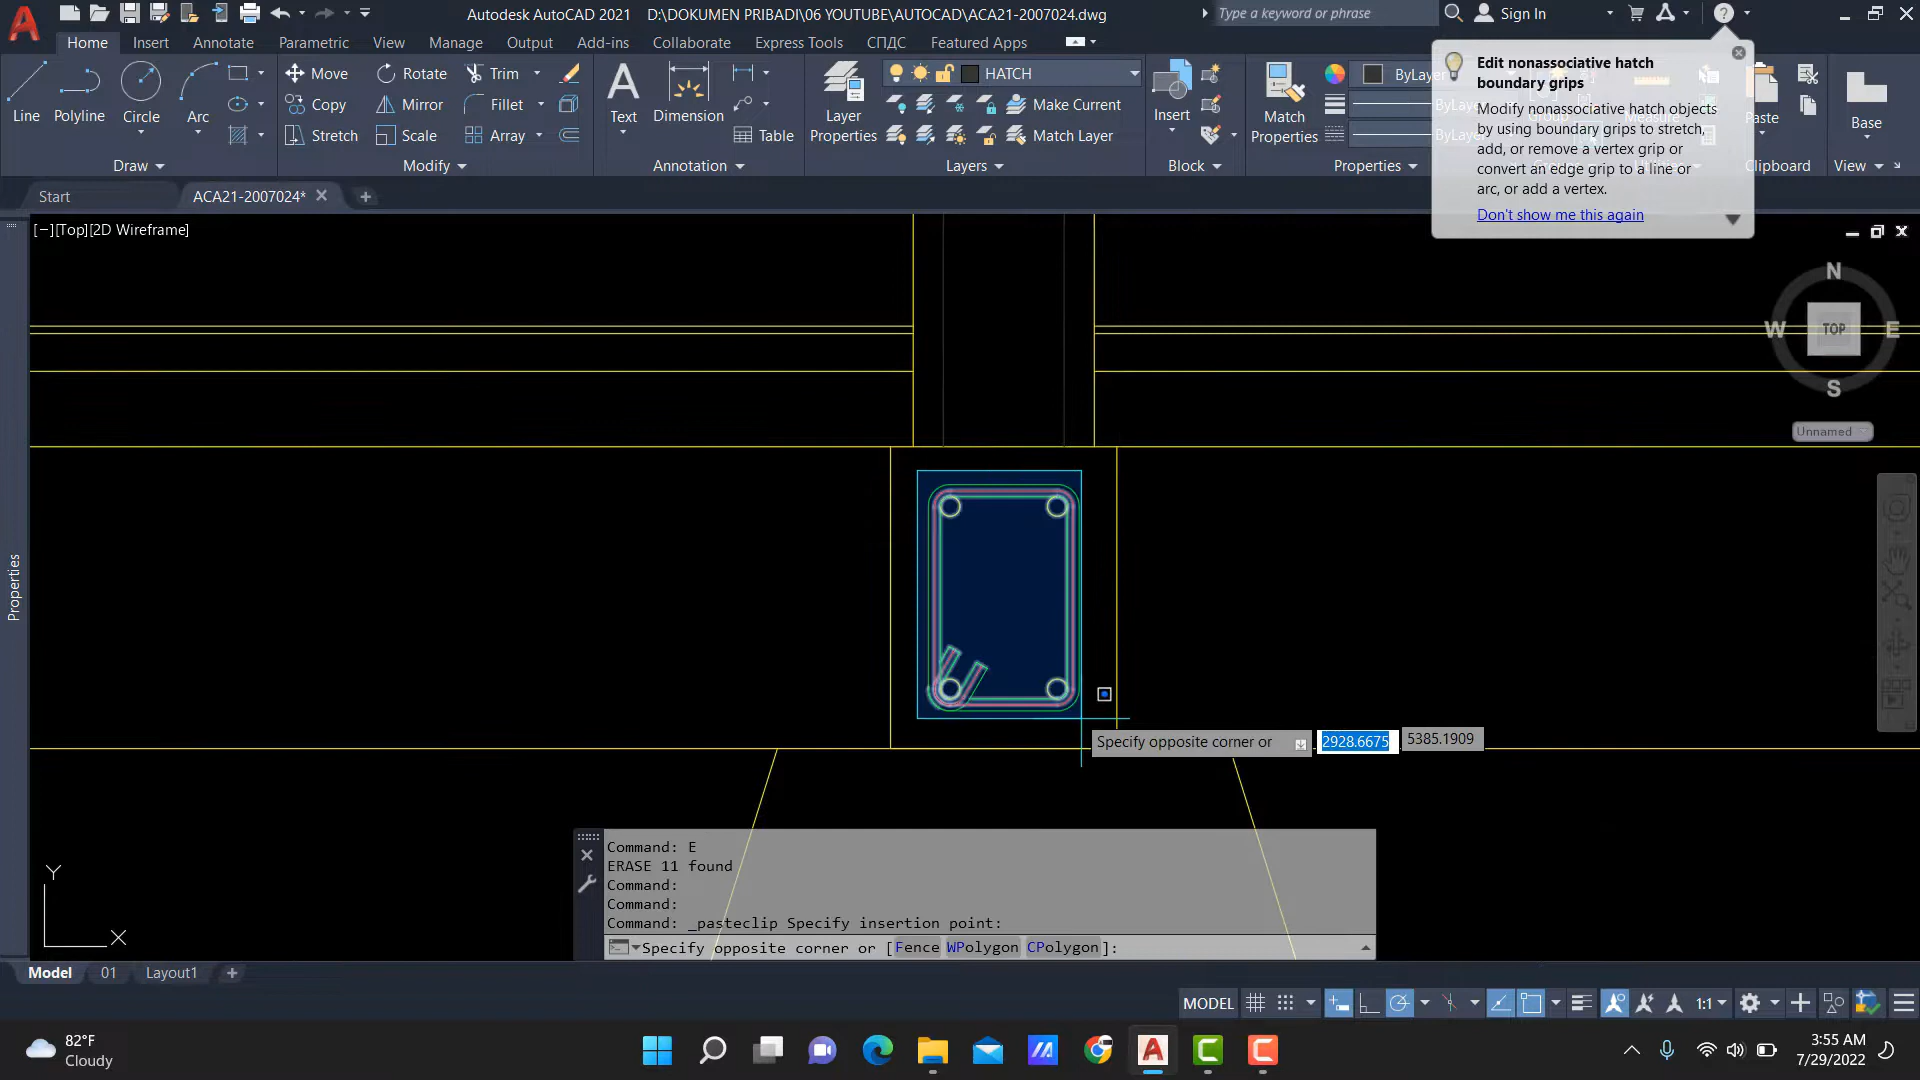 Autodesk AutoCAD 2021 D:\DOKUMEN PRIBADI\06 YOUTUBE\AUTOCAD\ACA21-2007024.dwg
Type a keyword or phrase
Sign In
Home Insert Annotate Parametric View Manage Output Add-ins Collaborate Express Tools СПДС Featured Apps
Line Polyline Circle Arc
Move Rotate Trim
Copy Mirror Fillet
Stretch Scale Array
Text Dimension Table
Layer Properties
HATCH
Make Current
Match Layer
Insert
Match Properties
ByLayer
Paste
Base
Draw Modify Annotation Layers Block Properties Clipboard View
Edit nonassociative hatch
boundary grips
Modify nonassociative hatch objects
by using boundary grips to stretch,
add, or remove a vertex grip or
convert an edge grip to a line or
arc, or add a vertex.
Don't show me this again
Start ACA21-2007024*
[−][Top][2D Wireframe]
N
W TOP E
S
Unnamed
Properties
Specify opposite corner or 2928.6675 5385.1909
Command: E
ERASE 11 found
Command:
Command:
Command: _pasteclip Specify insertion point:
Specify opposite corner or [Fence WPolygon CPolygon]:
Y
X
Model 01 Layout1
MODEL 1:1
82°F
Cloudy
3:55 AM
7/29/2022